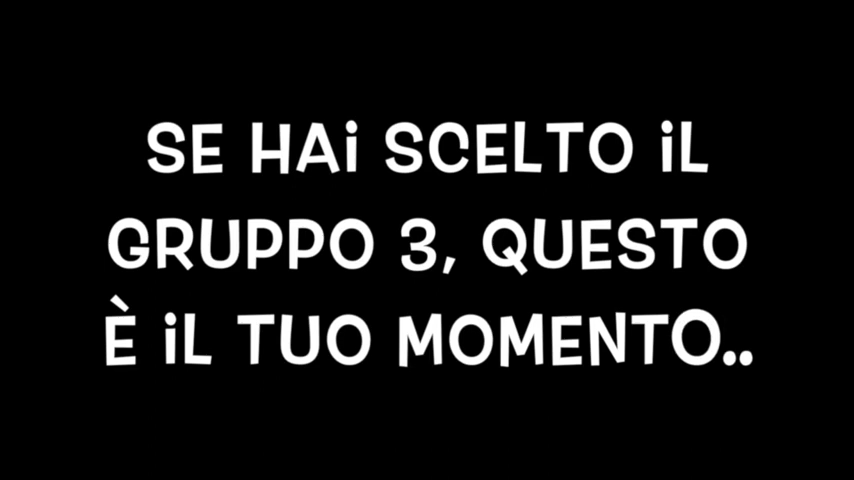 SE HAi SCELTO iL
GRUPPO 3, QUESTO
È iL TUO MOMENTO..